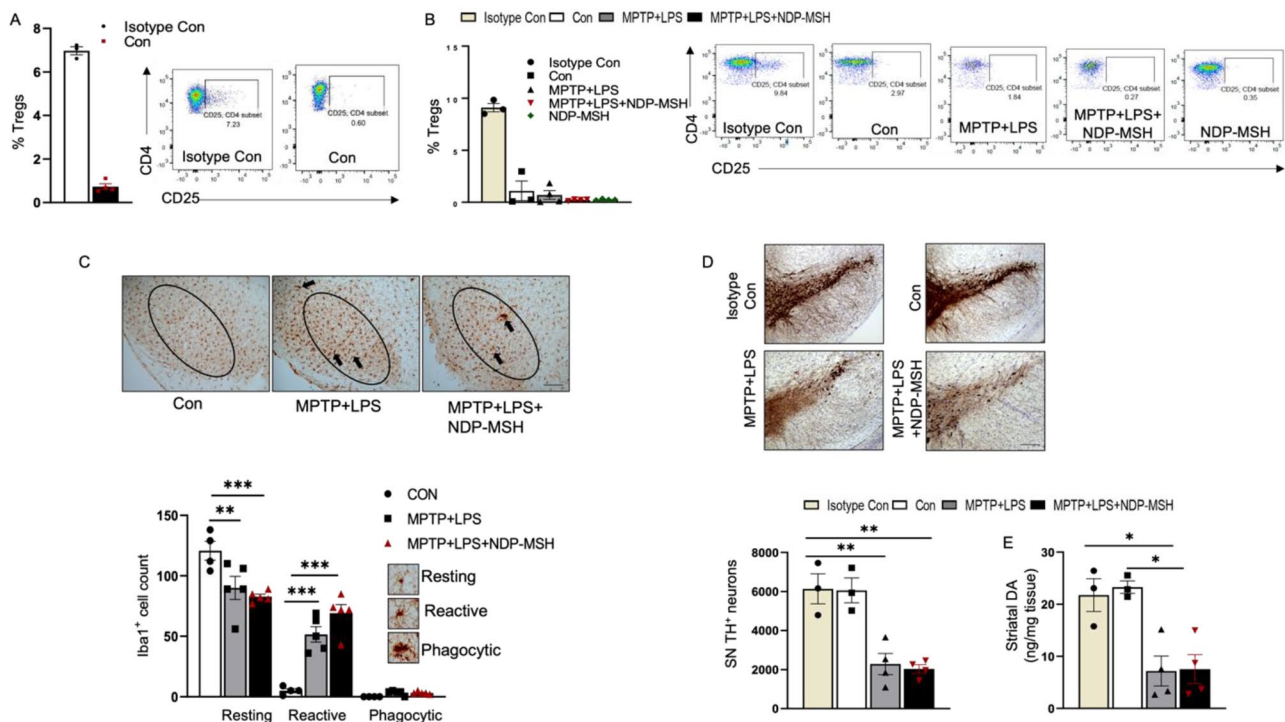 A
Isotype Con
Con
% Tregs
8
6
4
2
0
CD4
CD25, CD4 subset
7.23
Isotype Con
CD25, CD4 subset
0.60
Con
CD25
B
Isotype Con Con MPTP+LPS MPTP+LPS+NDP-MSH
% Tregs
15
10
5
0
Isotype Con
Con
MPTP+LPS
MPTP+LPS+NDP-MSH
NDP-MSH
CD4
CD25, CD4 subset
9.84
Isotype Con
CD25, CD4 subset
2.97
Con
CD25, CD4 subset
1.84
MPTP+LPS
CD25, CD4 subset
0.27
MPTP+LPS+
NDP-MSH
CD25, CD4 subset
0.35
NDP-MSH
CD25
C
Con
MPTP+LPS
MPTP+LPS+
NDP-MSH
Iba1+ cell count
150
100
50
0
***
**
***
***
CON
MPTP+LPS
MPTP+LPS+NDP-MSH
Resting
Reactive
Phagocytic
Resting Reactive Phagocytic
D
Isotype
Con
Con
MPTP+LPS
MPTP+LPS
+NDP-MSH
Isotype Con Con MPTP+LPS MPTP+LPS+NDP-MSH
SN TH+ neurons
8000
6000
4000
2000
0
**
**
E
Striatal DA
(ng/mg tissue)
30
20
10
0
*
*